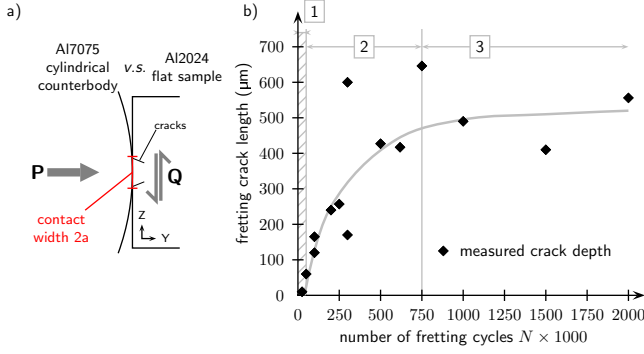 a)
Al7075
cylindrical
counterbody
v.s.
Al2024
flat sample
cracks
P
Q
contact
width 2a
Z
Y
b)
1
2
3
fretting crack length (µm)
700
600
500
400
300
200
100
0
measured crack depth
0
250
500
750
1000
1250
1500
1750
2000
number of fretting cycles N × 1000